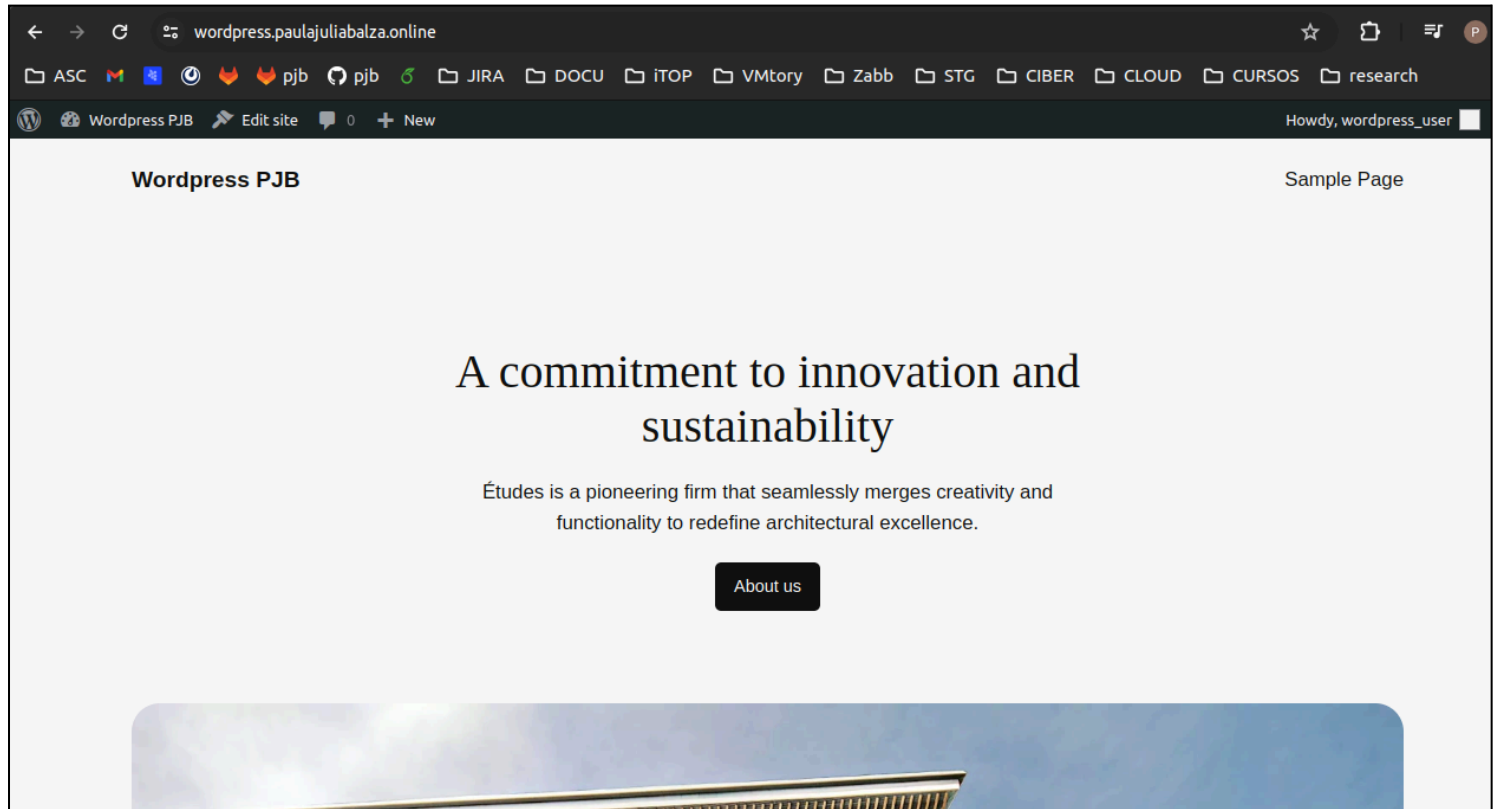 wordpress.paulajuliabalza.online
P
ASC pjb pjb JIRA DOCU iTOP VMtory Zabb STG CIBER CLOUD CURSOS research
Wordpress PJB Edit site 0 New Howdy, wordpress_user
Wordpress PJB Sample Page
A commitment to innovation and
sustainability
Études is a pioneering firm that seamlessly merges creativity and
functionality to redefine architectural excellence.
About us